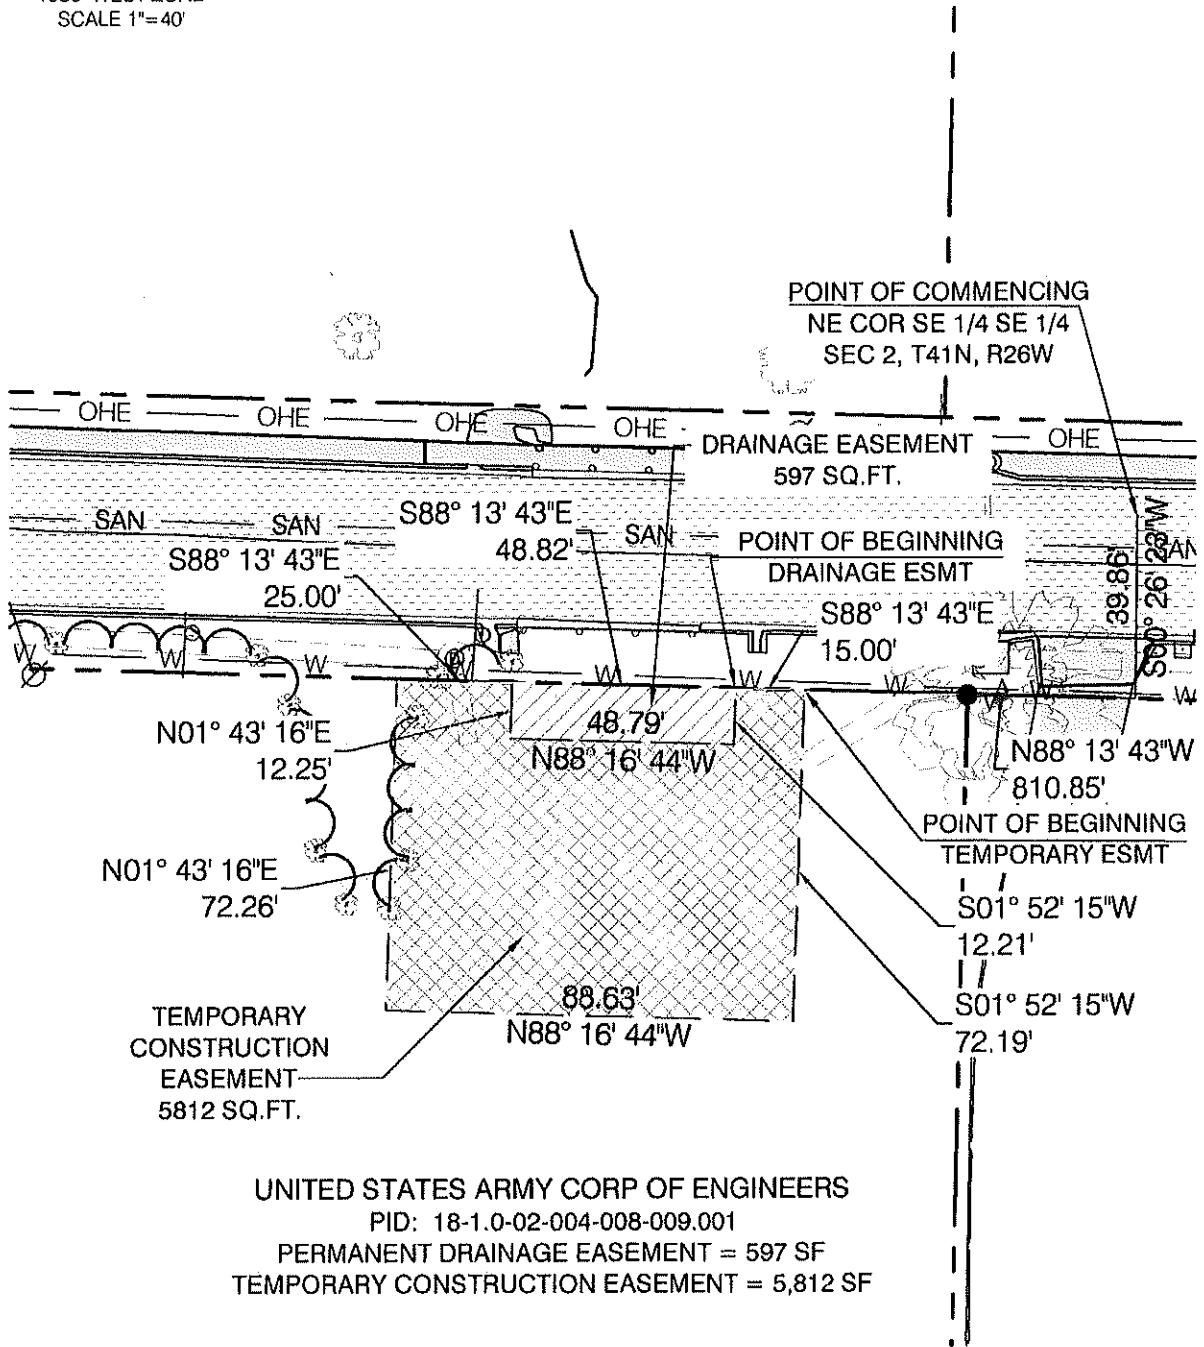 SCALE 1"=40'
POINT OF COMMENCING
NE COR SE 1/4 SE 1/4
SEC 2, T41N, R26W
OHE OHE OHE OHE OHE
DRAINAGE EASEMENT
597 SQ.FT.
SAN SAN SAN SAN
S88° 13' 43"E
48.82'
S88° 13' 43"E
25.00'
POINT OF BEGINNING
DRAINAGE ESMT
S88° 13' 43"E
15.00'
39.86'
S00° 26' 23"W
W W W W W W W W W
N01° 43' 16"E
12.25'
48.79'
N88° 16' 44"W
N88° 13' 43"W
810.85'
POINT OF BEGINNING
TEMPORARY ESMT
N01° 43' 16"E
72.26'
S01° 52' 15"W
12.21'
88.63'
N88° 16' 44"W
S01° 52' 15"W
72.19'
TEMPORARY
CONSTRUCTION
EASEMENT
5812 SQ.FT.
UNITED STATES ARMY CORP OF ENGINEERS
PID: 18-1.0-02-004-008-009.001
PERMANENT DRAINAGE EASEMENT = 597 SF
TEMPORARY CONSTRUCTION EASEMENT = 5,812 SF